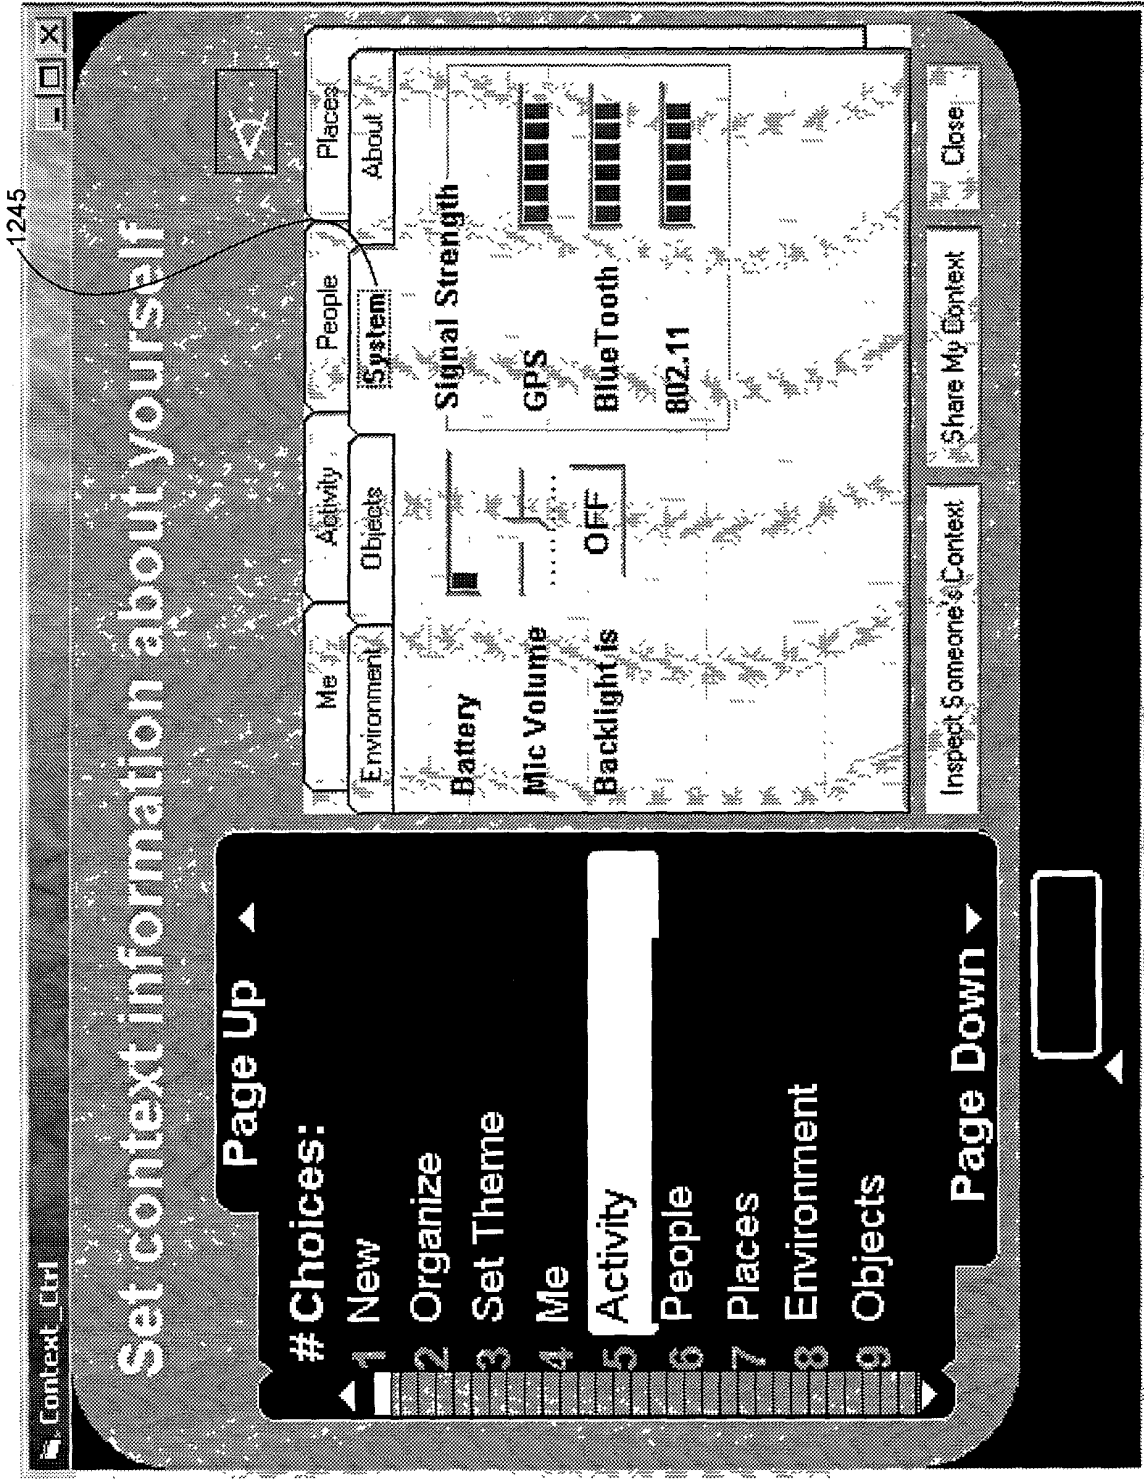 1245
Context_Ctrl
Set context information about yourself
Page Up
# Choices:
1 New
2 Organize
3 Set Theme
4 Me
5 Activity
6 People
7 Places
8 Environment
9 Objects
Page Down
Me Activity People Places
Environment Objects System About
Battery
Mic Volume
Backlight is OFF
Signal Strength
GPS
BlueTooth
802.11
Inspect Someone's Context Share My Context Close